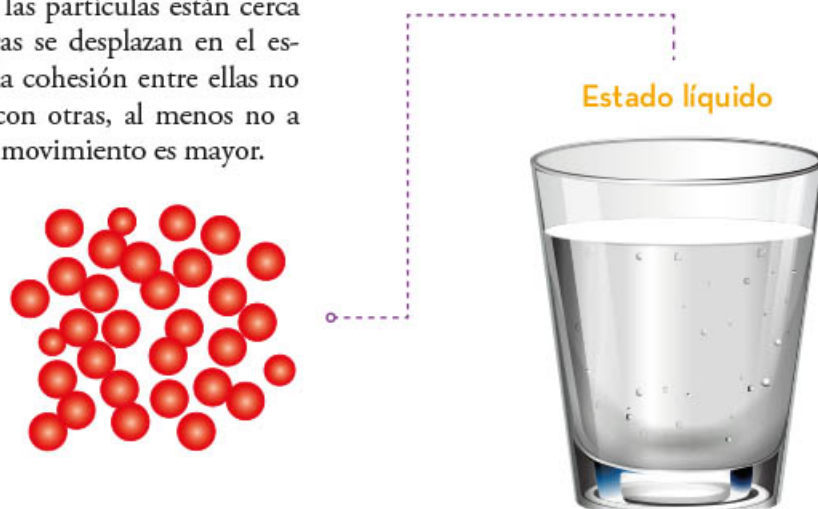 las partículas están cerca
as se desplazan en el es-
a cohesión entre ellas no
con otras, al menos no a
movimiento es mayor.
Estado líquido